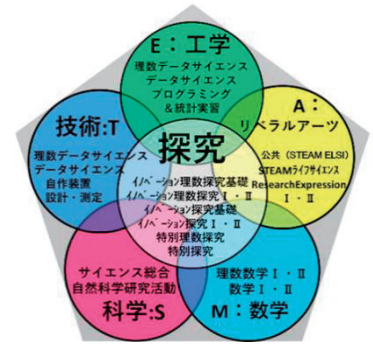 E：工学
理数データサイエンス
データサイエンス
プログラミング
＆統計実習
A：
リベラルアーツ
公共（STEAM ELSI）
STEAMライフサイエンス
ResearchExpression
Ⅰ・Ⅱ
技術:T
理数データサイエンス
データサイエンス
自作装置
設計・測定
探究
イノベーション理数探究基礎
イノベーション理数探究Ⅰ・Ⅱ
イノベーション探究基礎
イノベーション探究Ⅰ・Ⅱ
特別理数探究
特別探究
サイエンス総合
自然科学研究活動
科学:S
理数数学Ⅰ・Ⅱ
数学Ⅰ・Ⅱ
M：数学